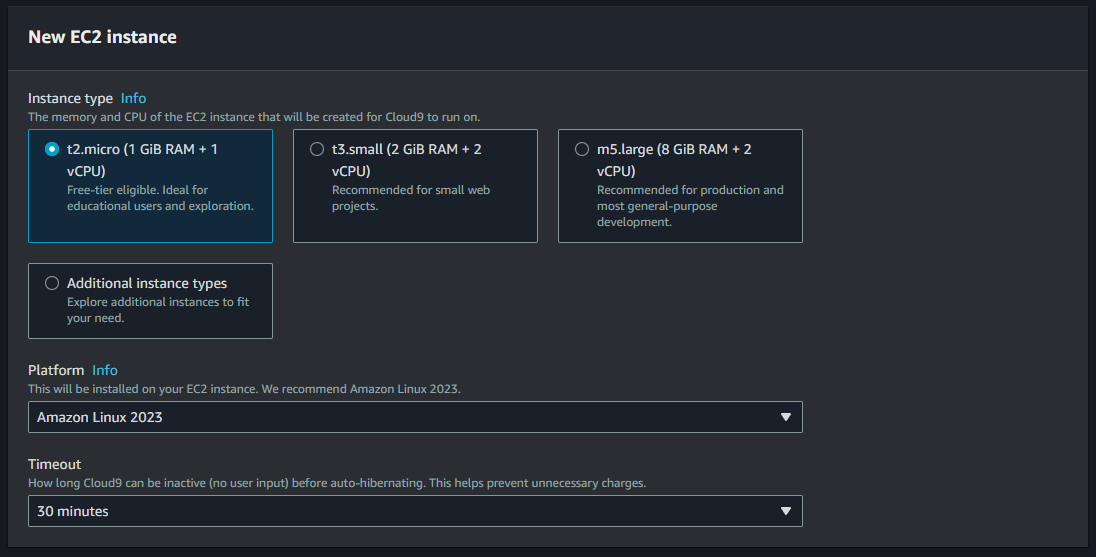 New EC2 instance
Instance type Info
The memory and CPU of the EC2 instance that will be created for Cloud9 to run on.
t2.micro (1 GiB RAM + 1
vCPU)
Free-tier eligible. Ideal for
educational users and exploration.
t3.small (2 GiB RAM + 2
vCPU)
Recommended for small web
projects.
m5.large (8 GiB RAM + 2
vCPU)
Recommended for production and
most general-purpose
development.
Additional instance types
Explore additional instances to fit
your need.
Platform Info
This will be installed on your EC2 instance. We recommend Amazon Linux 2023.
Amazon Linux 2023
Timeout
How long Cloud9 can be inactive (no user input) before auto-hibernating. This helps prevent unnecessary charges.
30 minutes